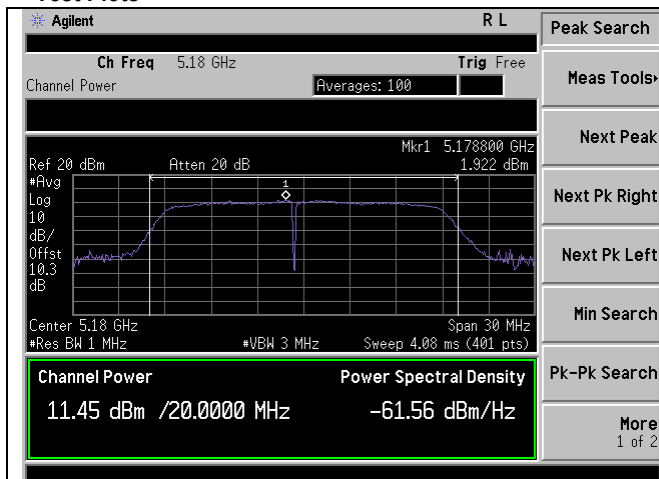 Agilent
R L
Peak Search
Ch Freq 5.18 GHz
Trig Free
Channel Power
Averages: 100
Meas Tools▸
Next Peak
Mkr1 5.178800 GHz
Ref 20 dBm
Atten 20 dB
1.922 dBm
#Avg
Log
10
dB/
Offst
10.3
dB
1
Next Pk Right
Next Pk Left
Center 5.18 GHz
Span 30 MHz
#Res BW 1 MHz
#VBW 3 MHz
Sweep 4.08 ms (401 pts)
Min Search
Channel Power
Power Spectral Density
Pk-Pk Search
11.45 dBm /20.0000 MHz
-61.56 dBm/Hz
More
1 of 2